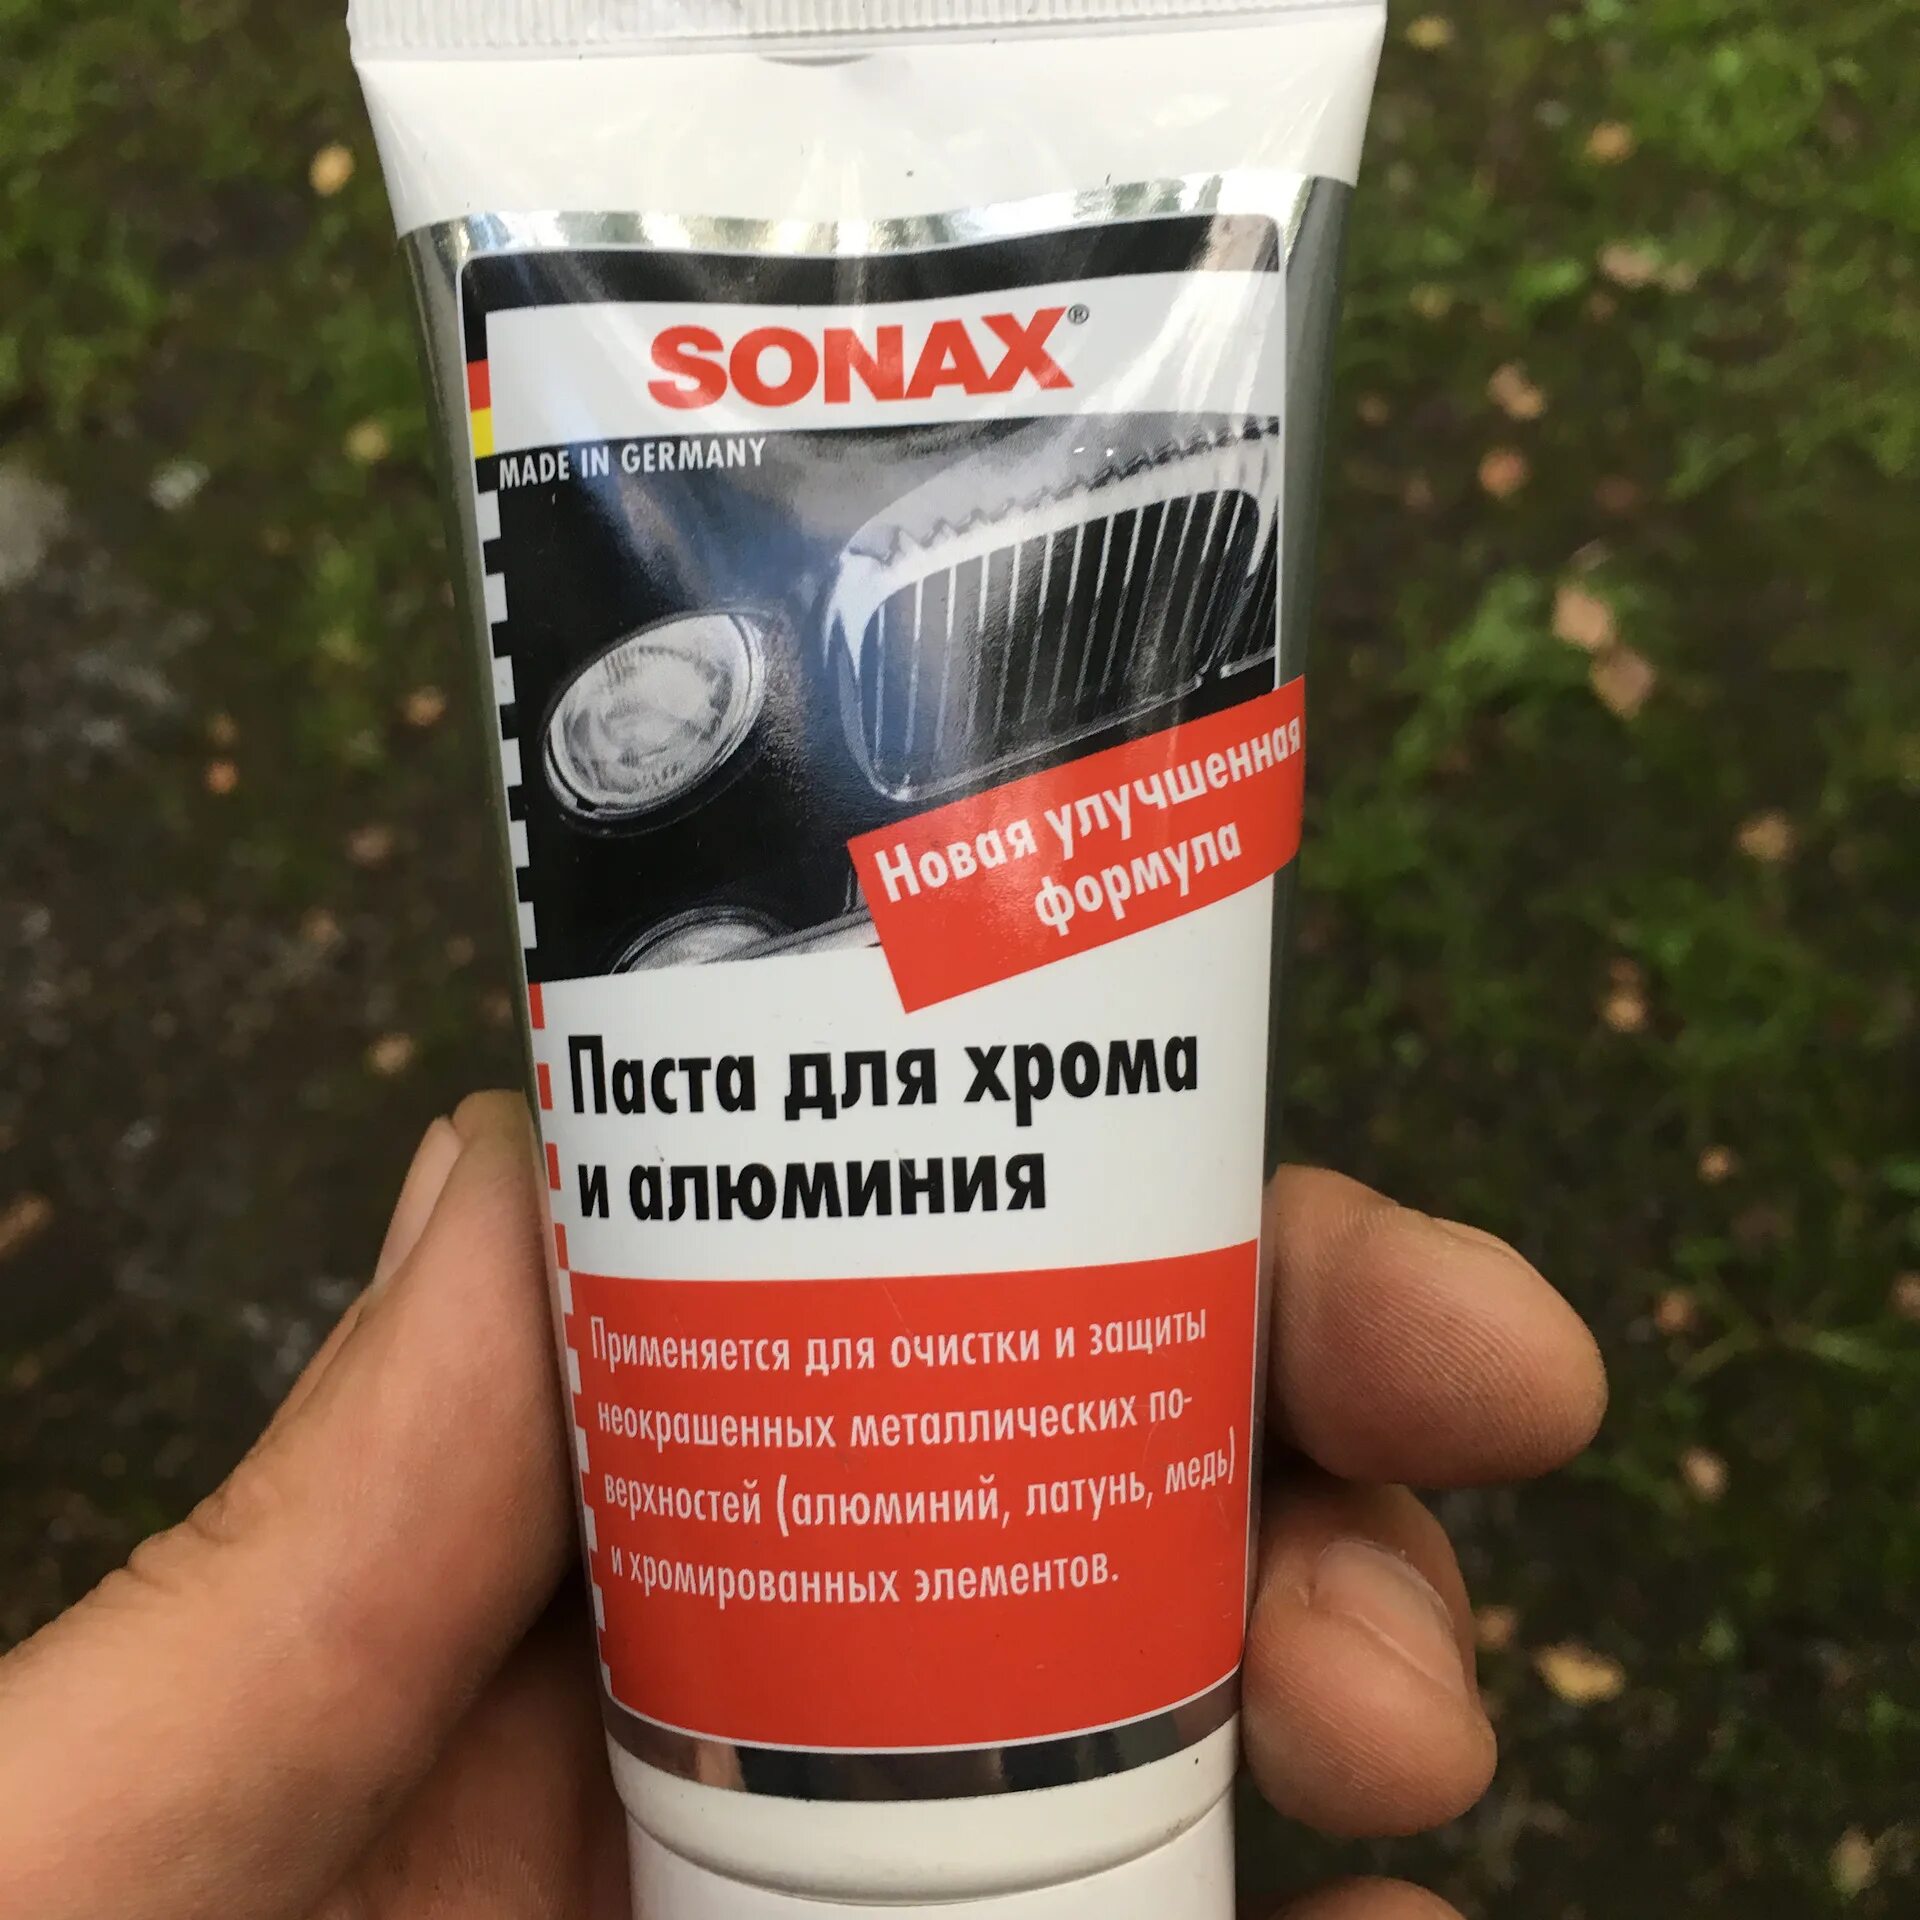 SONAX®
MADE IN GERMANY
Новая улучшенная
формула
Паста для хрома
и алюминия
Применяется для очистки и защиты
неокрашенных металлических по-
верхностей (алюминий, латунь, медь)
и хромированных элементов.